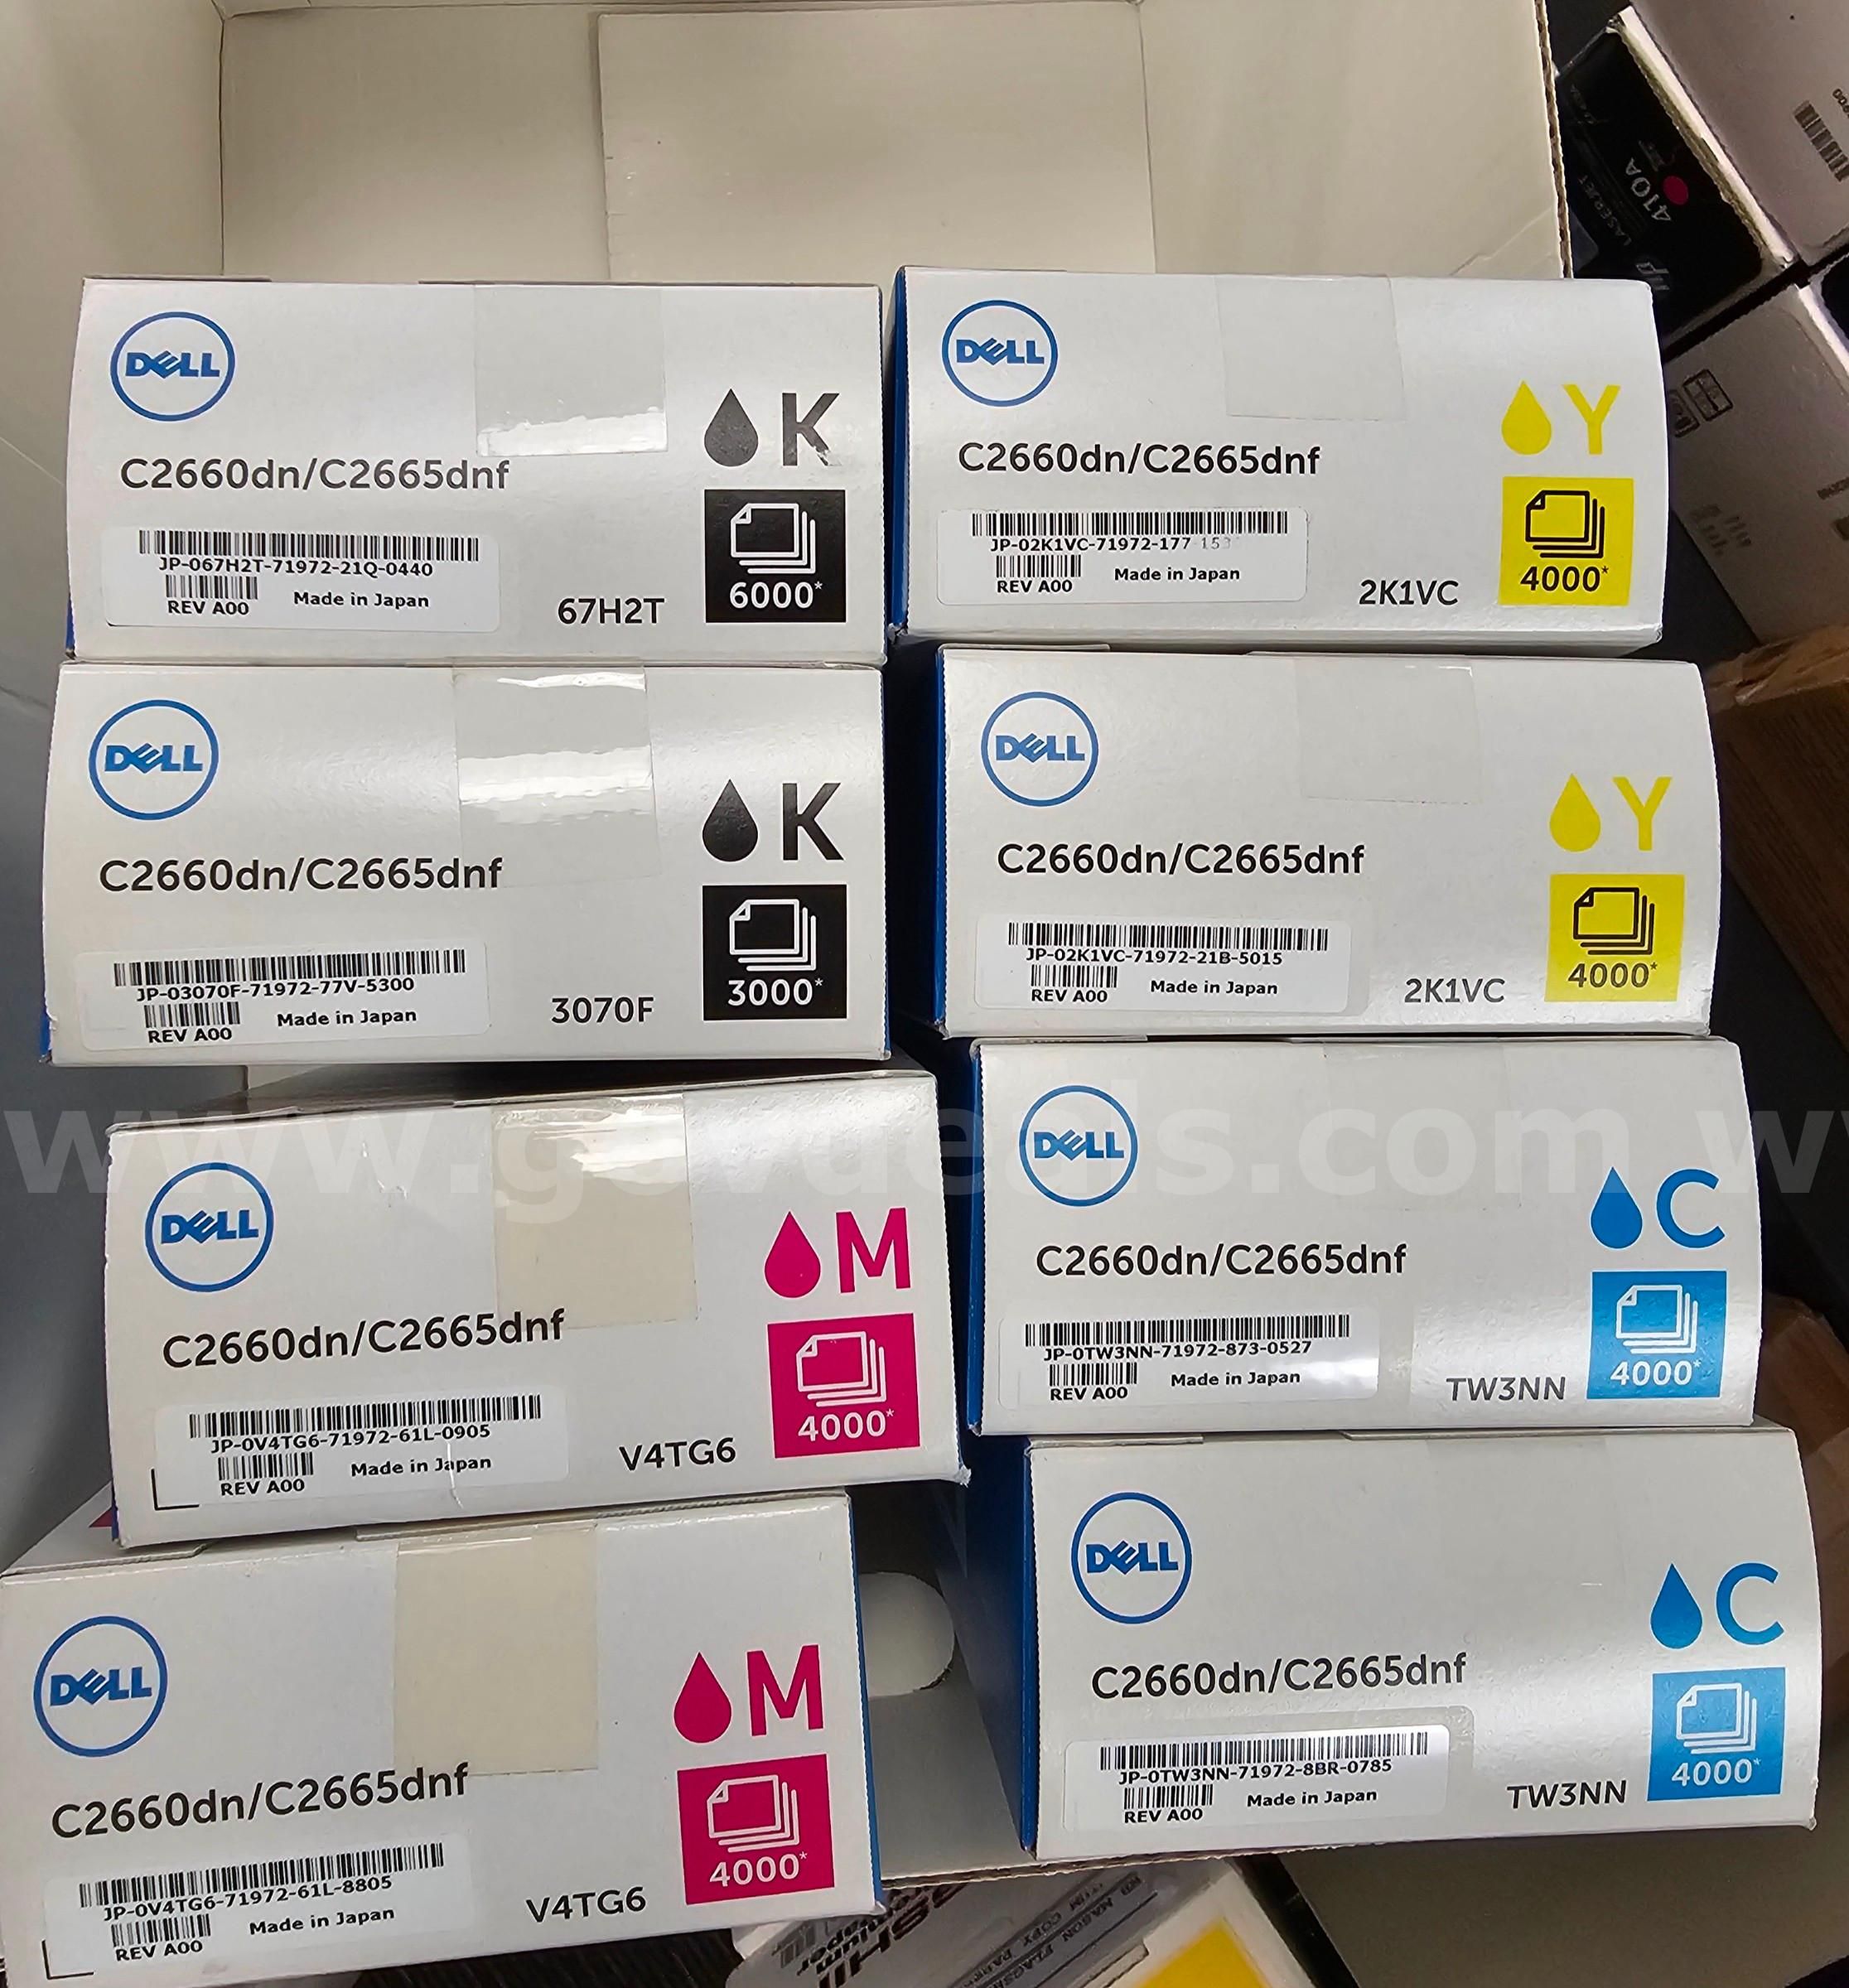 DELL
K
C2660dn/C2665dnf
JP-067H2T-71972-21Q-0440
REV A00 Made in Japan
67H2T
6000*
DELL
Y
C2660dn/C2665dnf
JP-02K1VC-71972-177
REV A00 Made in Japan
2K1VC
4000*
DELL
K
C2660dn/C2665dnf
JP-03070F-71972-77V-5300
REV A00 Made in Japan
3070F
3000*
DELL
Y
C2660dn/C2665dnf
JP-02K1VC-71972-21B-5015
REV A00 Made in Japan
2K1VC
4000*
www.govdeals.com
DELL
M
C2660dn/C2665dnf
JP-0V4TG6-71972-61L-0905
REV A00 Made in Japan
V4TG6
4000*
DELL
C
C2660dn/C2665dnf
JP-0TW3NN-71972-873-0527
REV A00 Made in Japan
TW3NN
4000*
DELL
M
C2660dn/C2665dnf
JP-0V4TG6-71972-61L-8805
REV A00 Made in Japan
V4TG6
4000*
DELL
C
C2660dn/C2665dnf
JP-0TW3NN-71972-8BR-0785
REV A00 Made in Japan
TW3NN
4000*
410A
LASERJET
hp